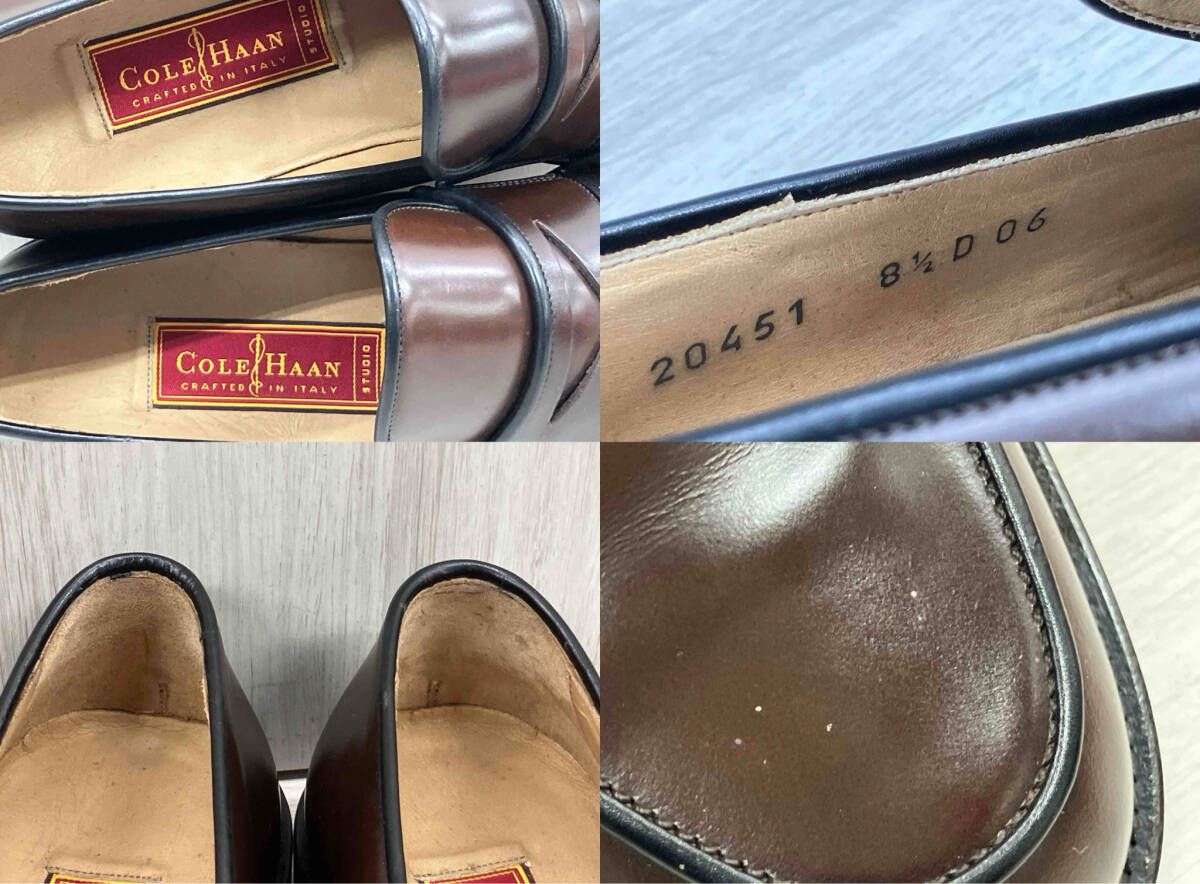 COLE HAAN
CRAFTED IN ITALY
STUDIO
COLE HAAN
CRAFTED IN ITALY
STUDIO
20451 8½ D 06